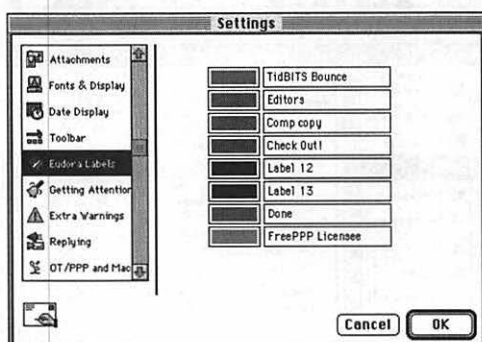 Settings
Attachments
Fonts & Display
Date Display
Toolbar
Eudora Labels
Getting Attention
Extra Warnings
Replying
OT/PPP and Mac
TidBITS Bounce
Editors
Comp copy
Check Out!
Label 12
Label 13
Done
FreePPP Licensee
Cancel
OK